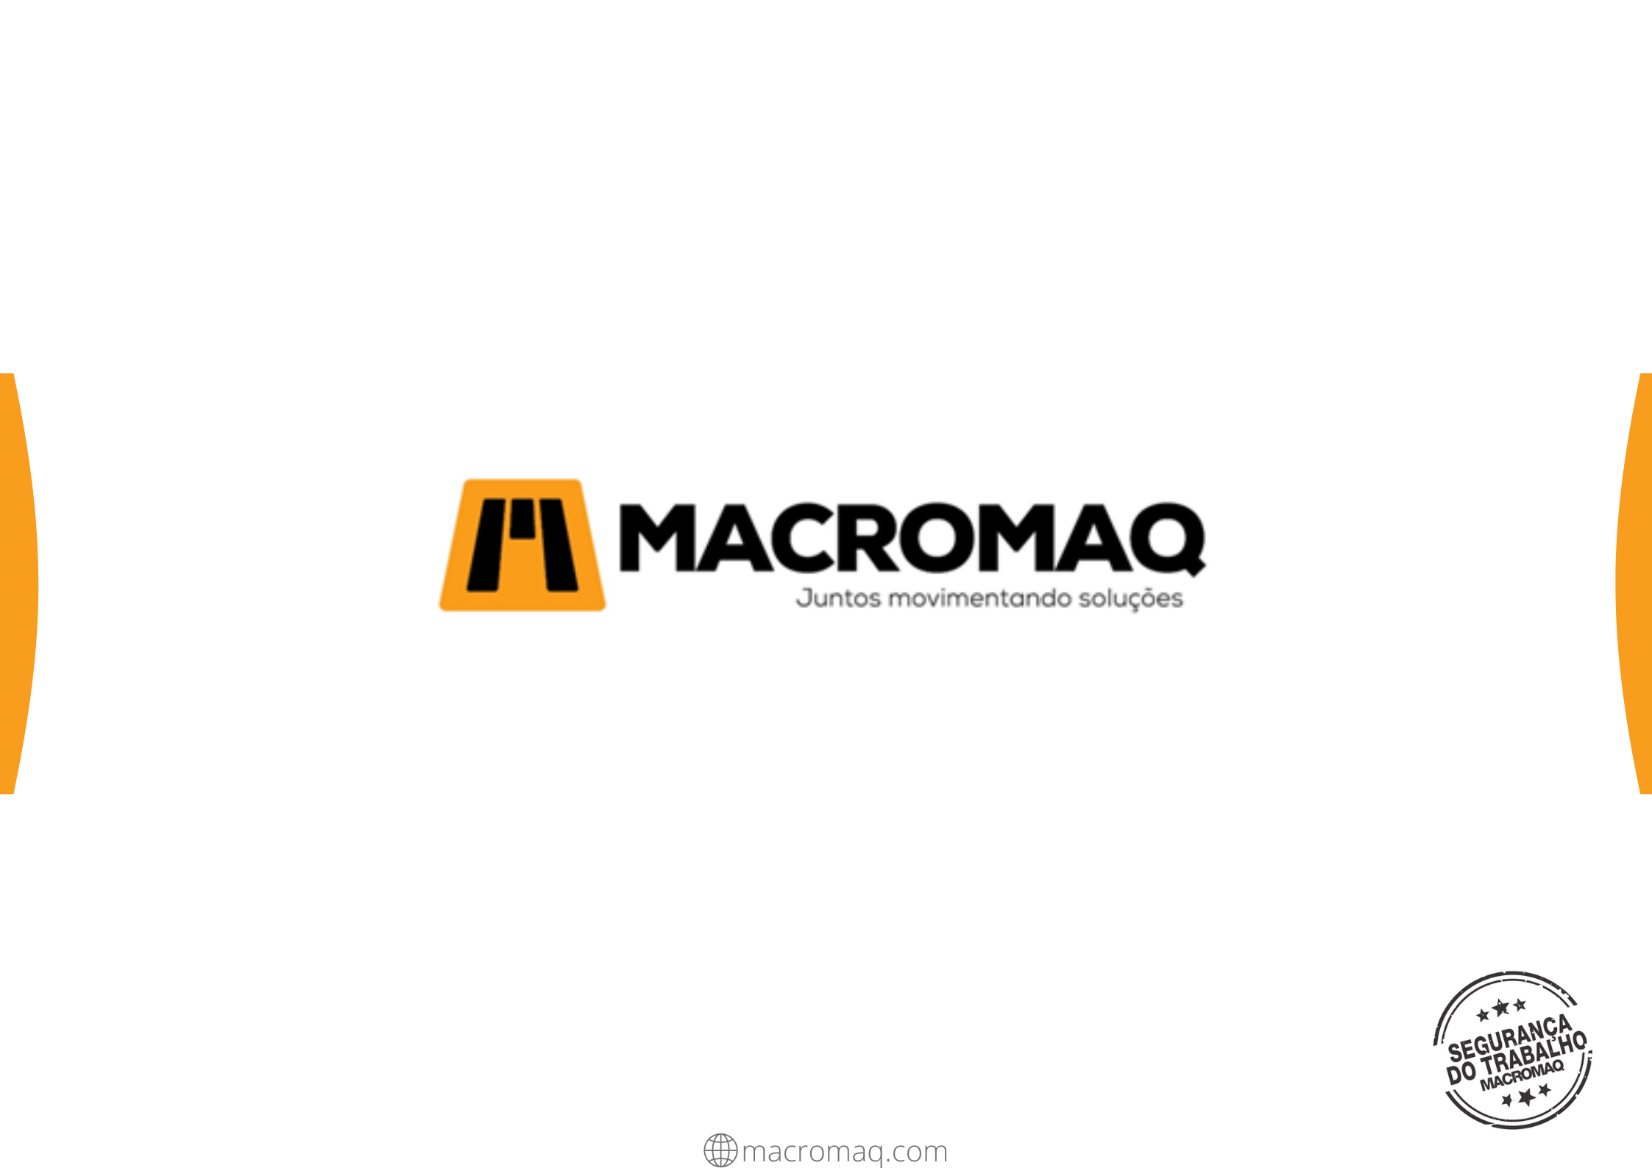 MACROMAQ
Juntos movimentando soluções
SEGURANÇA
DO TRABALHO
MACROMAQ
macromaq.com